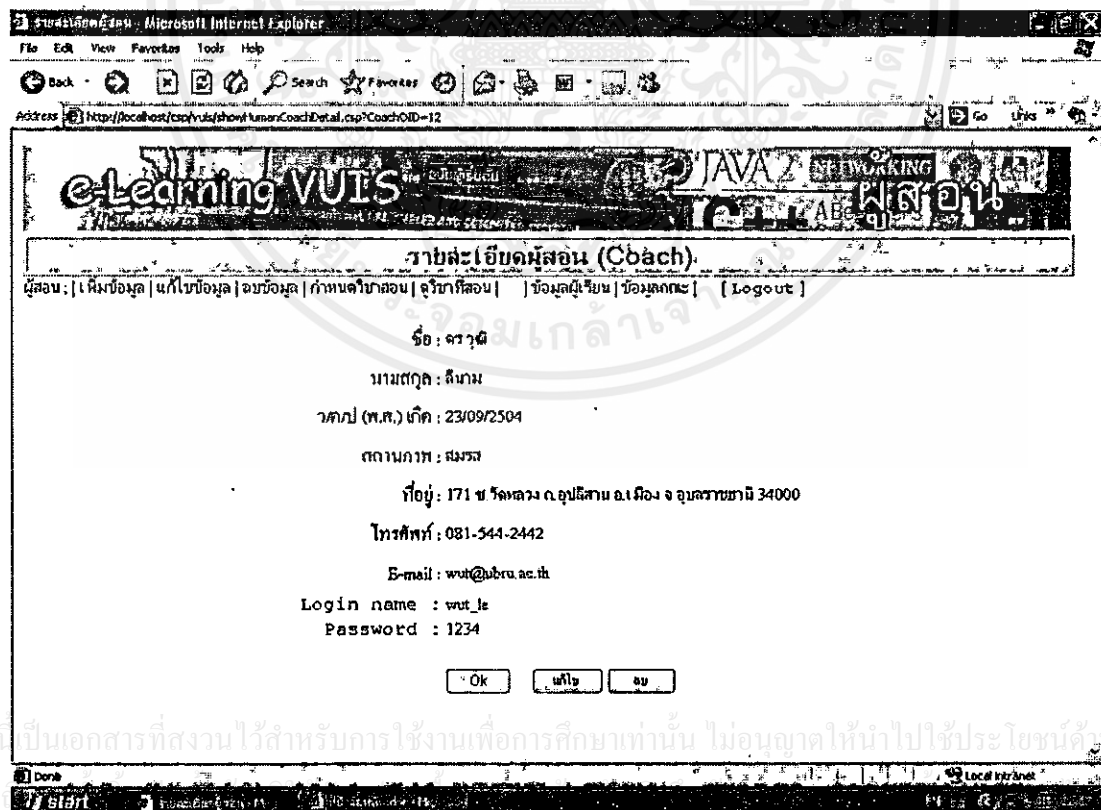 รายละเอียดผู้สอน - Microsoft Internet Explorer
File Edit View Favorites Tools Help
Back Search Favorites
Address http://localhost/csp/vuis/showHumanCoachDetail.csp?CoachOID=12 Go Links »
e-Learning VUIS JAVA 2 NETWORKING C++ ผู้สอน
รายละเอียดผู้สอน (Coach)
ผู้สอน : [ เพิ่มข้อมูล | แก้ไขข้อมูล | ลบข้อมูล | กำหนดวิชาสอน | ดูวิชาที่สอน | | ข้อมูลผู้เรียน | ข้อมูลคณะ ] [ Logout ]
ชื่อ :
นามสกุล : ลีนาม
ว/ด/ป (พ.ศ.) เกิด : 23/09/2504
สถานภาพ : สมรส
ที่อยู่ : 171 ซ.วัดหลวง ถ.อุปลีสาน อ.เมือง จ อุบลราชธานี 34000
โทรศัพท์ : 081-544-2442
E-mail : wut@ubru.ac.th
Login name : wut_le
Password : 1234
Ok แก้ไข ลบ
เป็นเอกสารที่สงวนไว้สำหรับการใช้งานเพื่อการศึกษาเท่านั้น ไม่อนุญาตให้นำไปใช้ประโยชน์ด้า
Done Local intranet
start